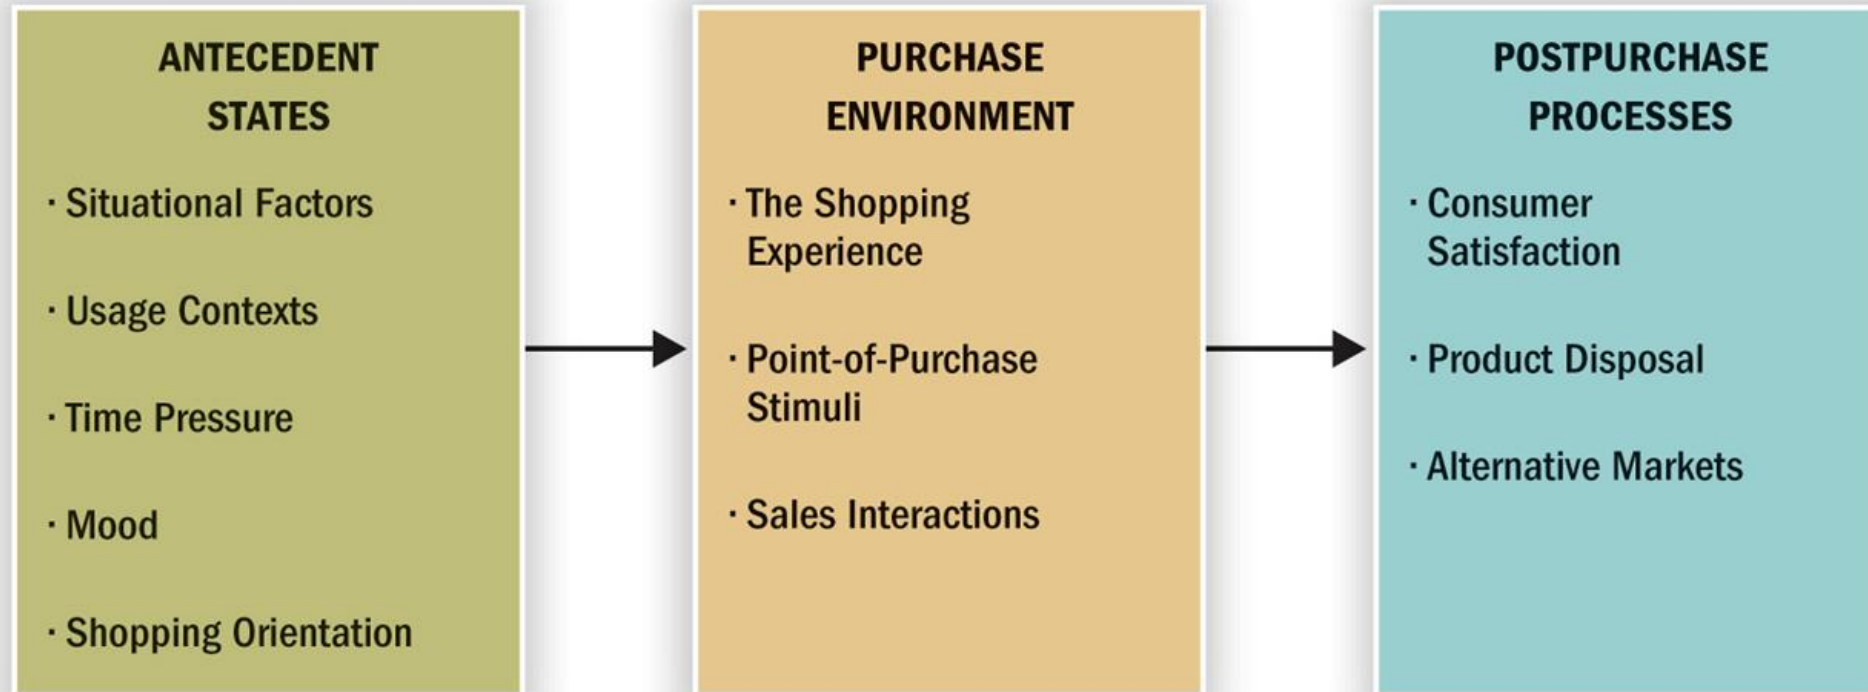 ANTECEDENT
STATES
· Situational Factors
· Usage Contexts
· Time Pressure
· Mood
· Shopping Orientation
PURCHASE
ENVIRONMENT
· The Shopping
Experience
· Point-of-Purchase
Stimuli
· Sales Interactions
POSTPURCHASE
PROCESSES
· Consumer
Satisfaction
· Product Disposal
· Alternative Markets